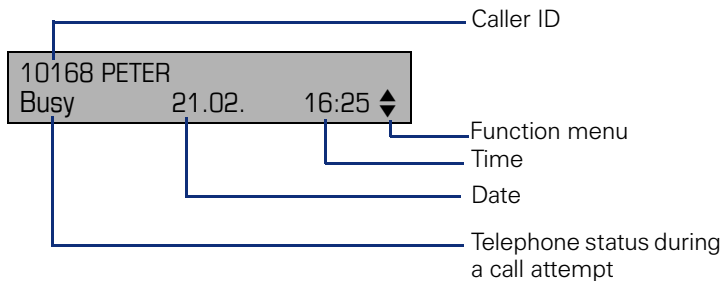 Caller ID
10168 PETER
Busy 21.02. 16:25
Function menu
Time
Date
Telephone status during
a call attempt